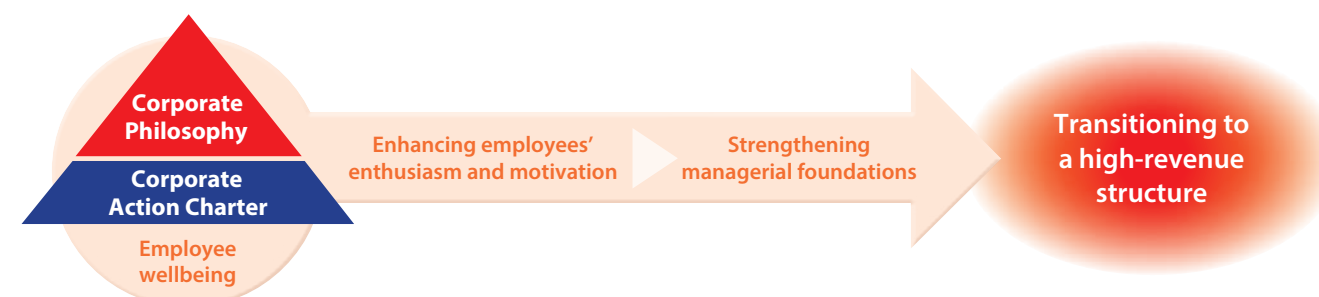 Corporate
Philosophy
Corporate
Action Charter
Employee
wellbeing
Enhancing employees’
enthusiasm and motivation
Strengthening
managerial foundations
Transitioning to
a high-revenue
structure